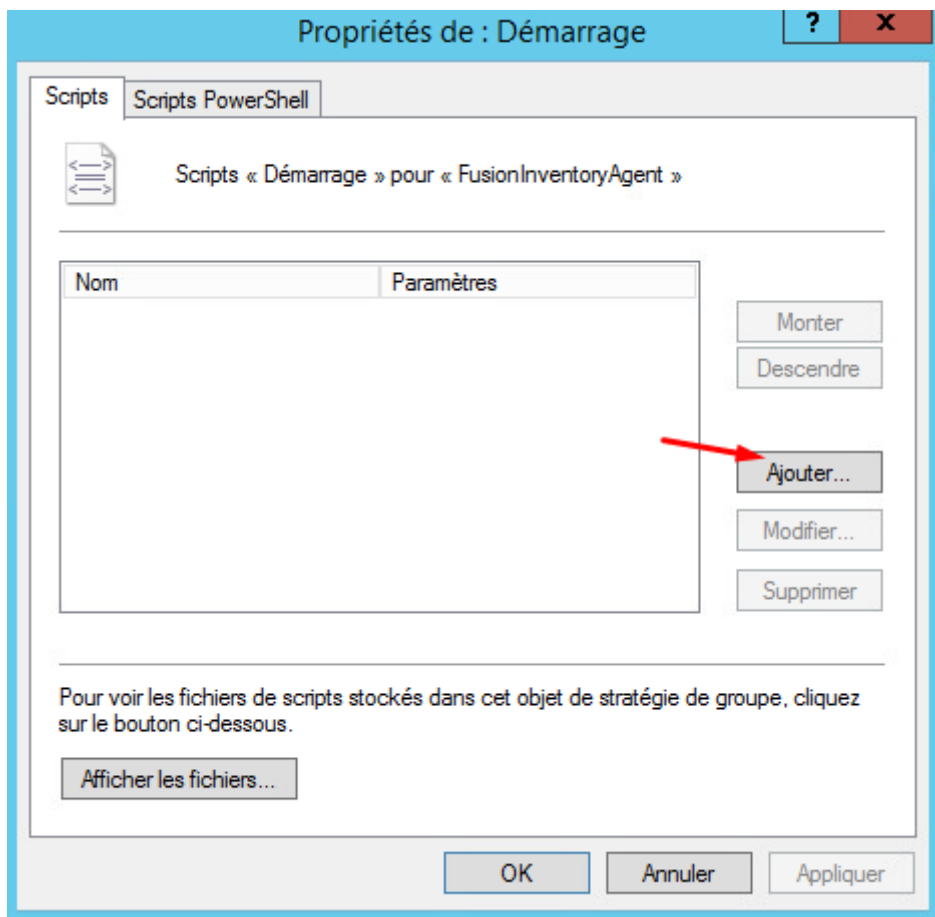 Propriétés de : Démarrage
? x
Scripts
Scripts PowerShell
Scripts « Démarrage » pour « FusionInventoryAgent »
Nom
Paramètres
Monter
Descendre
Ajouter...
Modifier...
Supprimer
Pour voir les fichiers de scripts stockés dans cet objet de stratégie de groupe, cliquez
sur le bouton ci-dessous.
Afficher les fichiers...
OK
Annuler
Appliquer